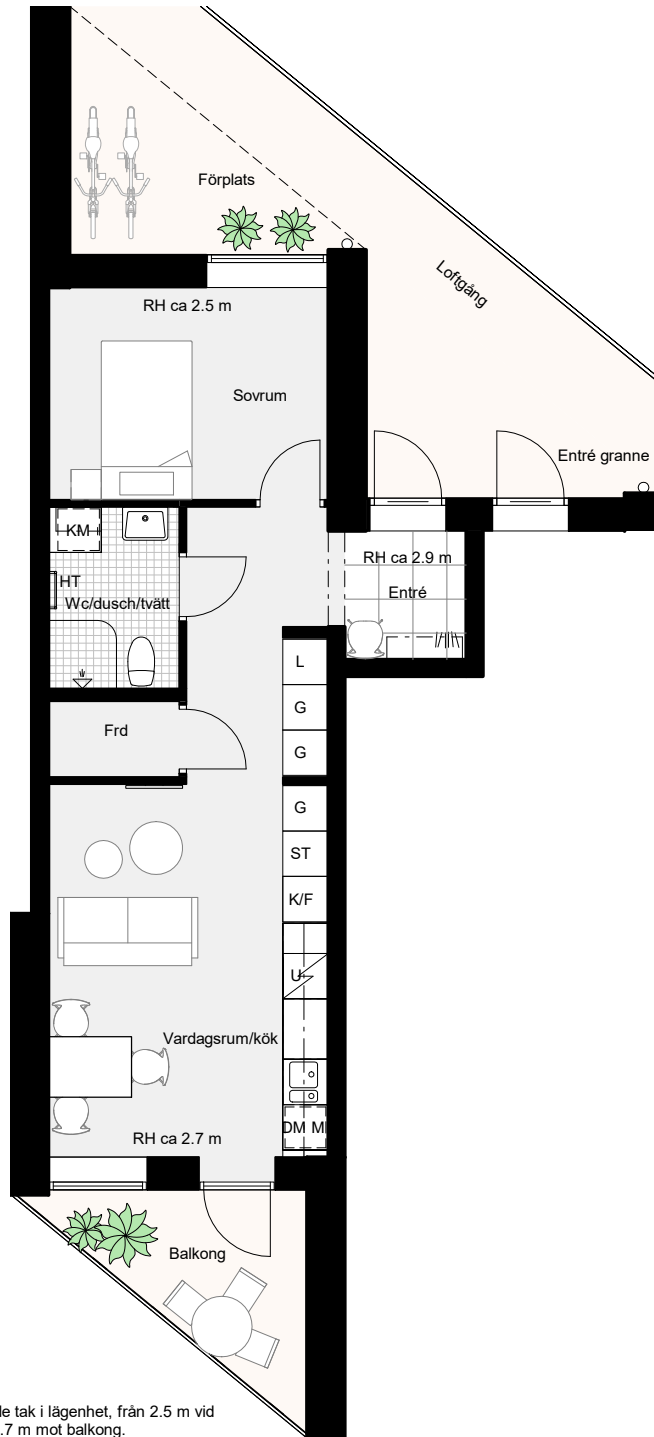 Förplats
Loftgång
RH ca 2.5 m
Sovrum
Entré granne
KM
RH ca 2.9 m
HT
Entré
Wc/dusch/tvätt
L
G
Frd
G
G
ST
K/F
U
Vardagsrum/kök
DM
RH ca 2.7 m
Balkong
tak i lägenhet, från 2.5 m vid
.7 m mot balkong.